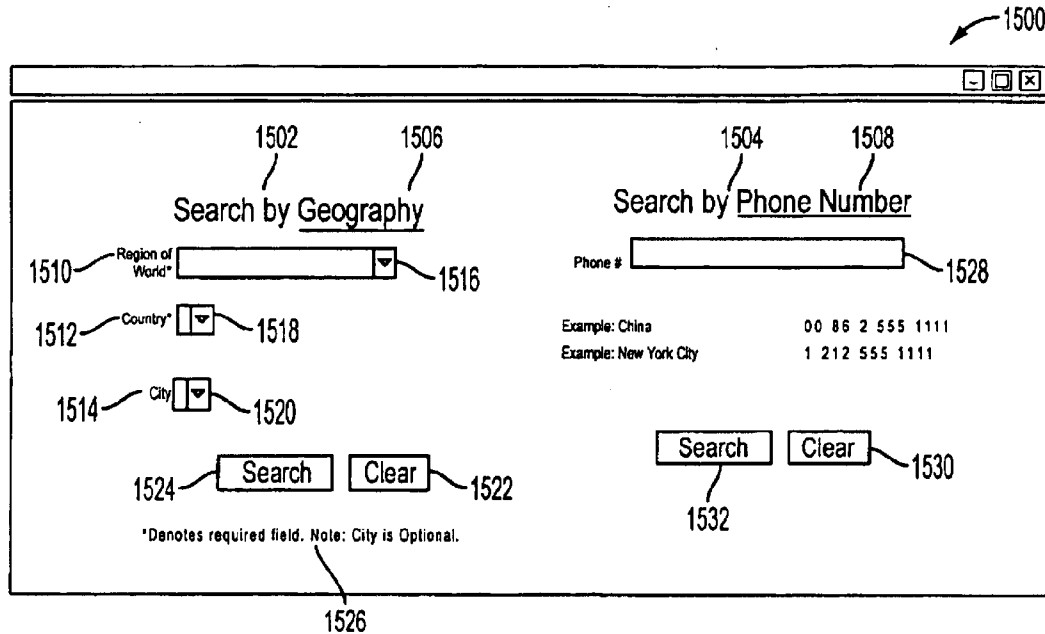 1500
1502
1506
Search by Geography
1510
Region of
World*
1516
1512
Country*
1518
1514
City
1520
1524
Search
Clear
1522
*Denotes required field. Note: City is Optional.
1526
1504
1508
Search by Phone Number
Phone #
1528
Example: China 00 86 2 555 1111
Example: New York City 1 212 555 1111
Search
Clear
1530
1532